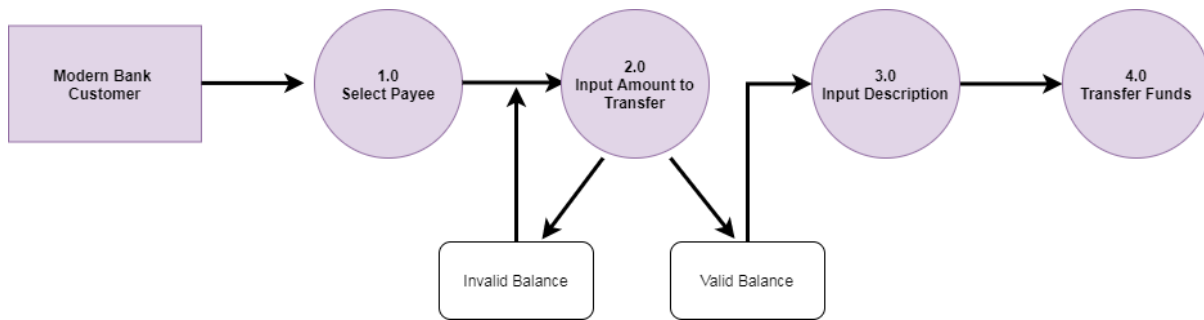 Modern Bank
Customer
1.0
Select Payee
2.0
Input Amount to
Transfer
3.0
Input Description
4.0
Transfer Funds
Invalid Balance
Valid Balance